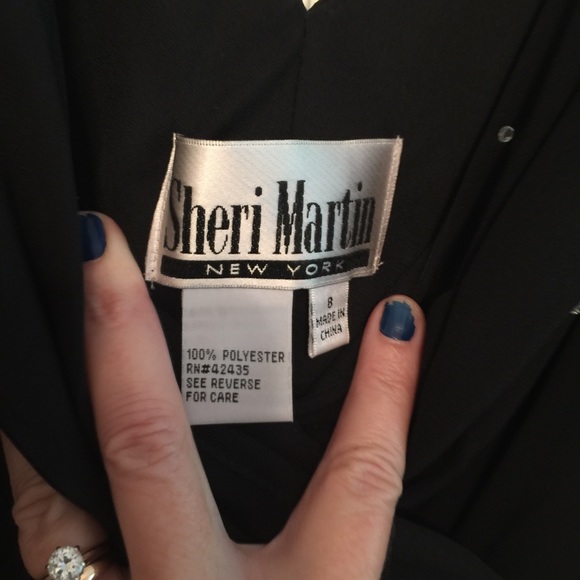 Sheri Martin
NEW YORK
8
MADE IN
CHINA
100% POLYESTER
RN#42435
SEE REVERSE
FOR CARE